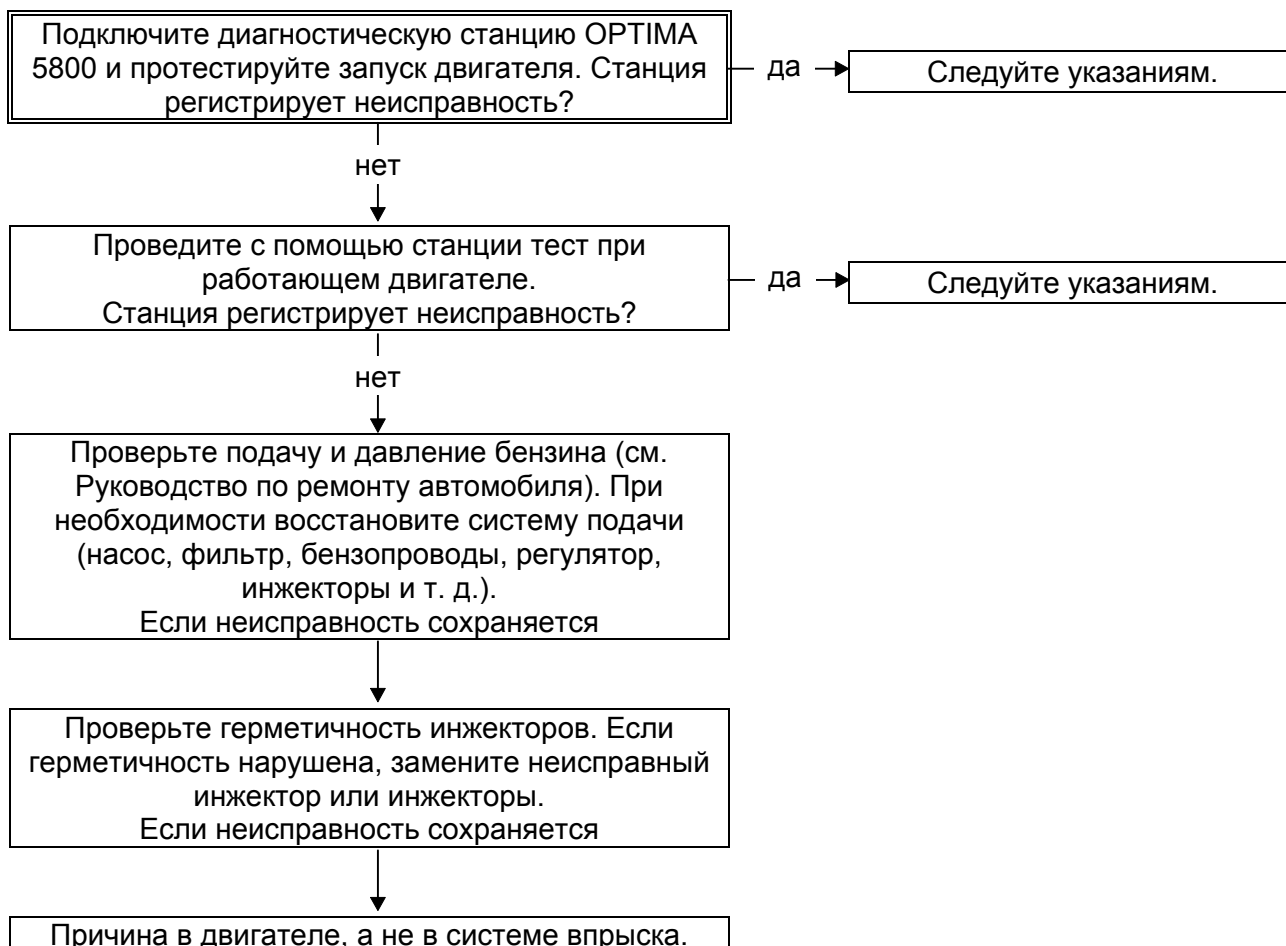 Подключите диагностическую станцию OPTIMA
5800 и протестируйте запуск двигателя. Станция
регистрирует неисправность?
да
Следуйте указаниям.
нет
Проведите с помощью станции тест при
работающем двигателе.
Станция регистрирует неисправность?
да
Следуйте указаниям.
нет
Проверьте подачу и давление бензина (см.
Руководство по ремонту автомобиля). При
необходимости восстановите систему подачи
(насос, фильтр, бензопроводы, регулятор,
инжекторы и т. д.).
Если неисправность сохраняется
Проверьте герметичность инжекторов. Если
герметичность нарушена, замените неисправный
инжектор или инжекторы.
Если неисправность сохраняется
Причина в двигателе, а не в системе впрыска.